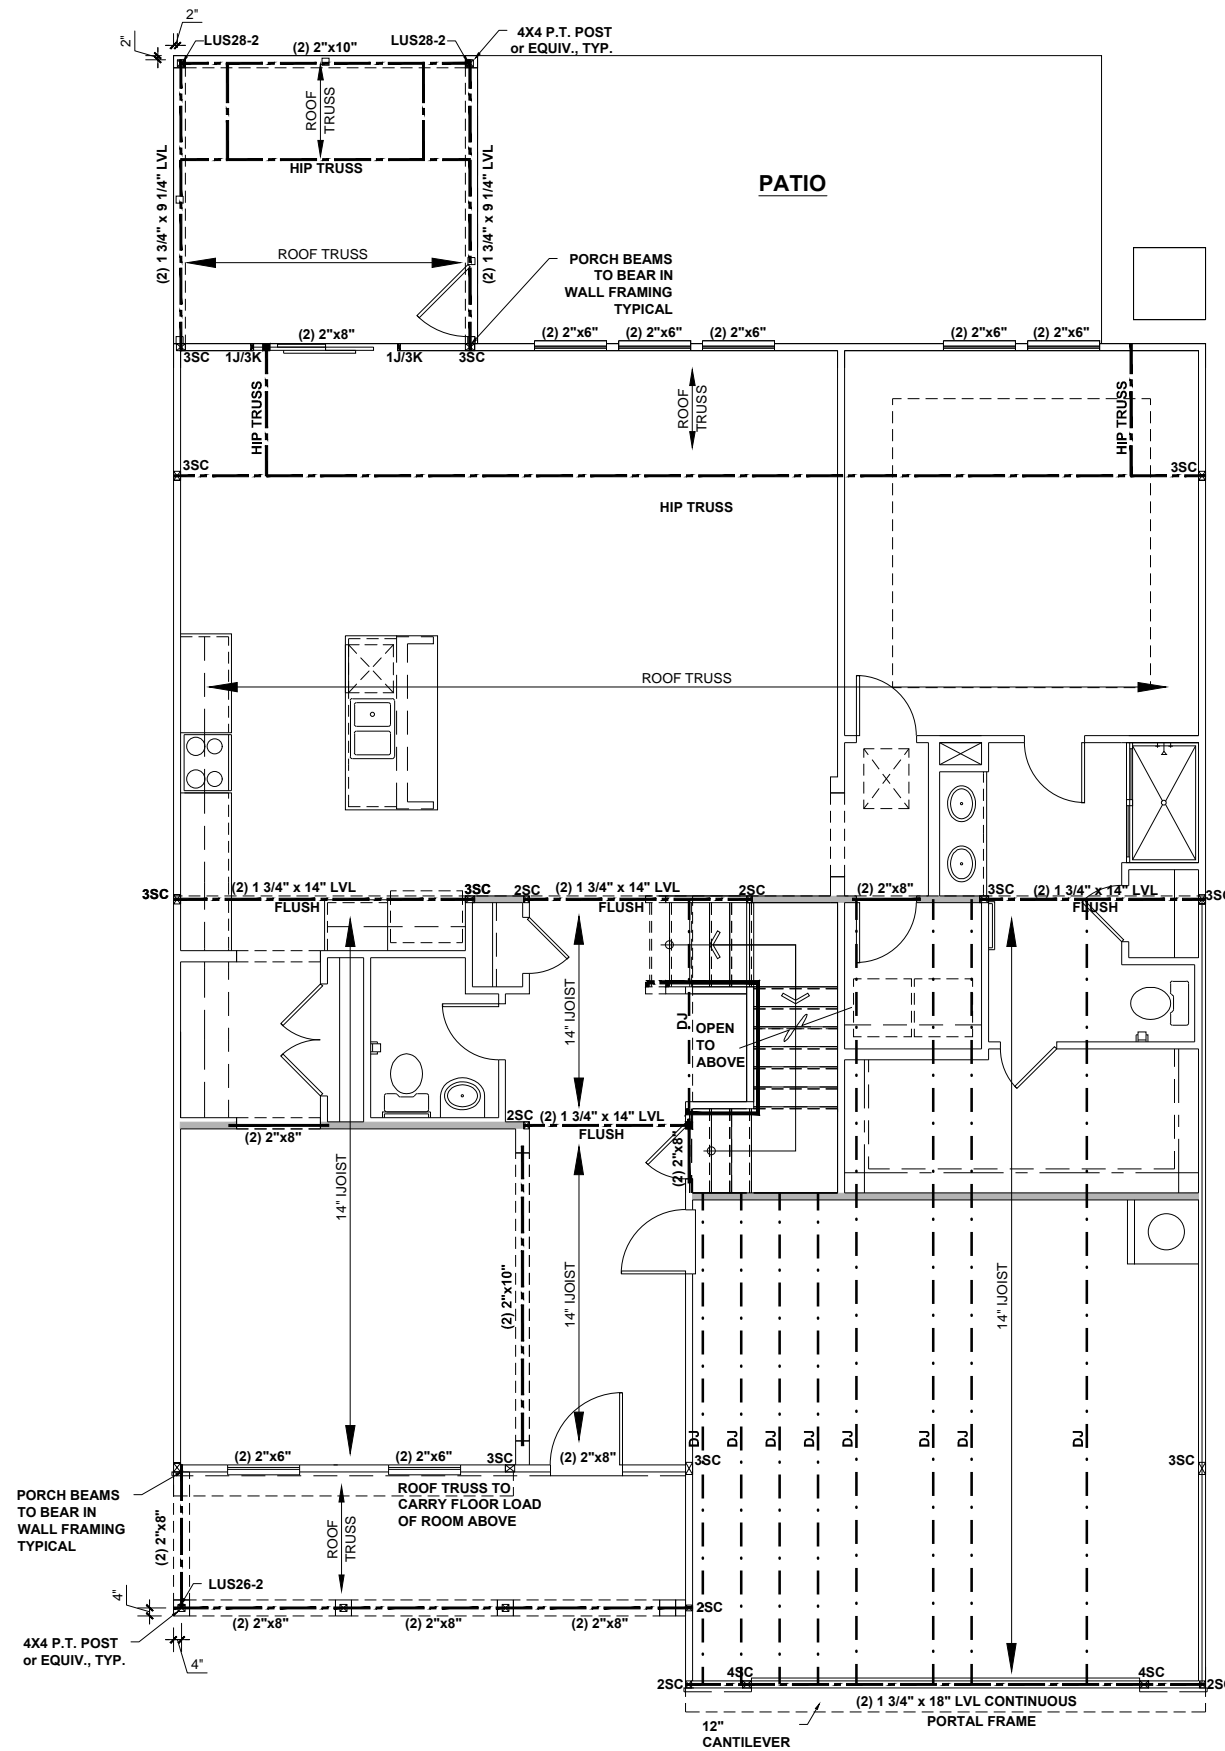 2"
2"
LUS28-2
(2) 2"x10"
LUS28-2
4X4 P.T. POST
or EQUIV., TYP.
ROOF
TRUSS
HIP TRUSS
(2) 1 3/4" x 9 1/4" LVL
(2) 1 3/4" x 9 1/4" LVL
PATIO
ROOF TRUSS
PORCH BEAMS
TO BEAR IN
WALL FRAMING
TYPICAL
(2) 2"x8"
(2) 2"x6"
(2) 2"x6"
(2) 2"x6"
(2) 2"x6"
(2) 2"x6"
3SC
1J/3K
1J/3K
3SC
HIP TRUSS
ROOF
TRUSS
HIP TRUSS
3SC
3SC
HIP TRUSS
ROOF TRUSS
3SC
(2) 1 3/4" x 14" LVL
FLUSH
3SC
2SC
(2) 1 3/4" x 14" LVL
FLUSH
2SC
(2) 2"x8"
3SC
(2) 1 3/4" x 14" LVL
FLUSH
3SC
14" IJOIST
DJ
OPEN
TO
ABOVE
2SC
(2) 1 3/4" x 14" LVL
FLUSH
(2) 2"x8"
(2) 2"x8"
14" IJOIST
(2) 2"x10"
14" IJOIST
14" IJOIST
DJ
DJ
DJ
DJ
DJ
DJ
DJ
DJ
(2) 2"x6"
(2) 2"x6"
3SC
(2) 2"x8"
3SC
3SC
PORCH BEAMS
TO BEAR IN
WALL FRAMING
TYPICAL
(2) 2"x8"
ROOF TRUSS TO
CARRY FLOOR LOAD
OF ROOM ABOVE
ROOF
TRUSS
LUS26-2
4"
(2) 2"x8"
(2) 2"x8"
(2) 2"x8"
2SC
4X4 P.T. POST
or EQUIV., TYP.
4"
2SC
4SC
4SC
2SC
(2) 1 3/4" x 18" LVL CONTINUOUS
PORTAL FRAME
12"
CANTILEVER